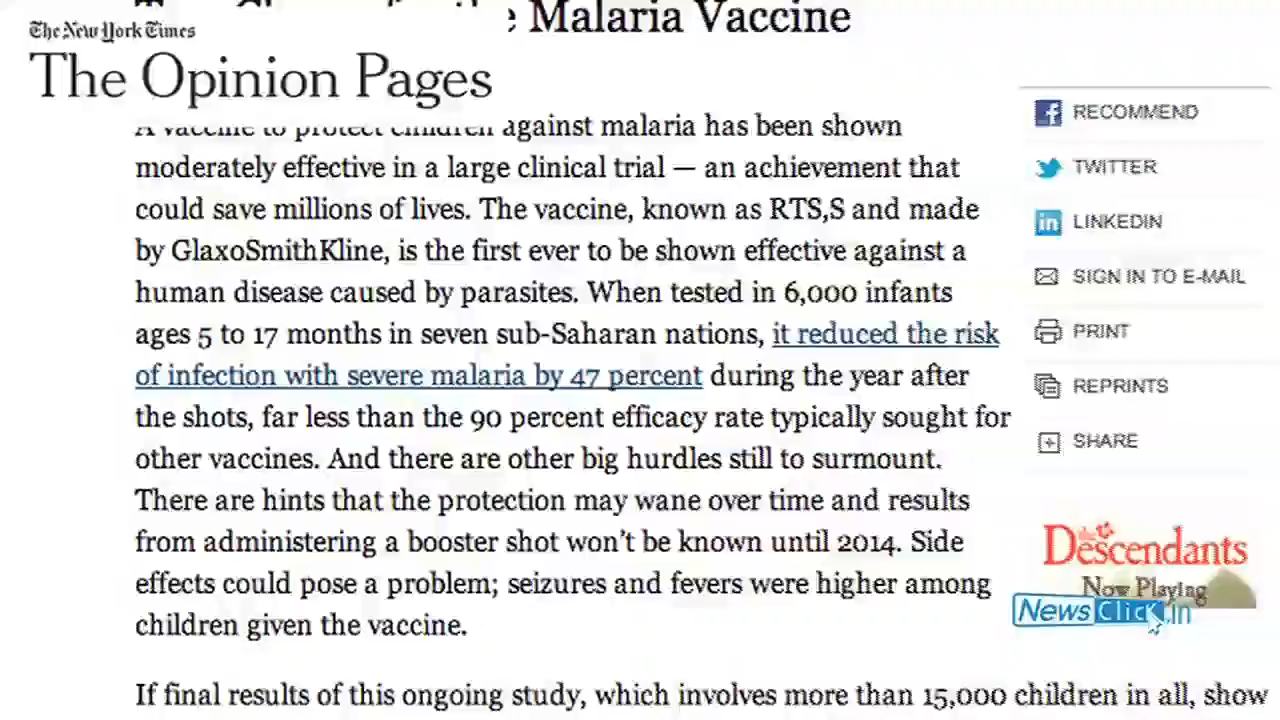 Malaria Vaccine
The New York Times
The Opinion Pages
A vaccine to protect children against malaria has been shown
moderately effective in a large clinical trial — an achievement that
could save millions of lives. The vaccine, known as RTS,S and made
by GlaxoSmithKline, is the first ever to be shown effective against a
human disease caused by parasites. When tested in 6,000 infants
ages 5 to 17 months in seven sub-Saharan nations, it reduced the risk
of infection with severe malaria by 47 percent during the year after
the shots, far less than the 90 percent efficacy rate typically sought for
other vaccines. And there are other big hurdles still to surmount.
There are hints that the protection may wane over time and results
from administering a booster shot won't be known until 2014. Side
effects could pose a problem; seizures and fevers were higher among
children given the vaccine.
If final results of this ongoing study, which involves more than 15,000 children in all, show
RECOMMEND
TWITTER
LINKEDIN
SIGN IN TO E-MAIL
PRINT
REPRINTS
SHARE
the Descendants
Now Playing
NewsClick.in